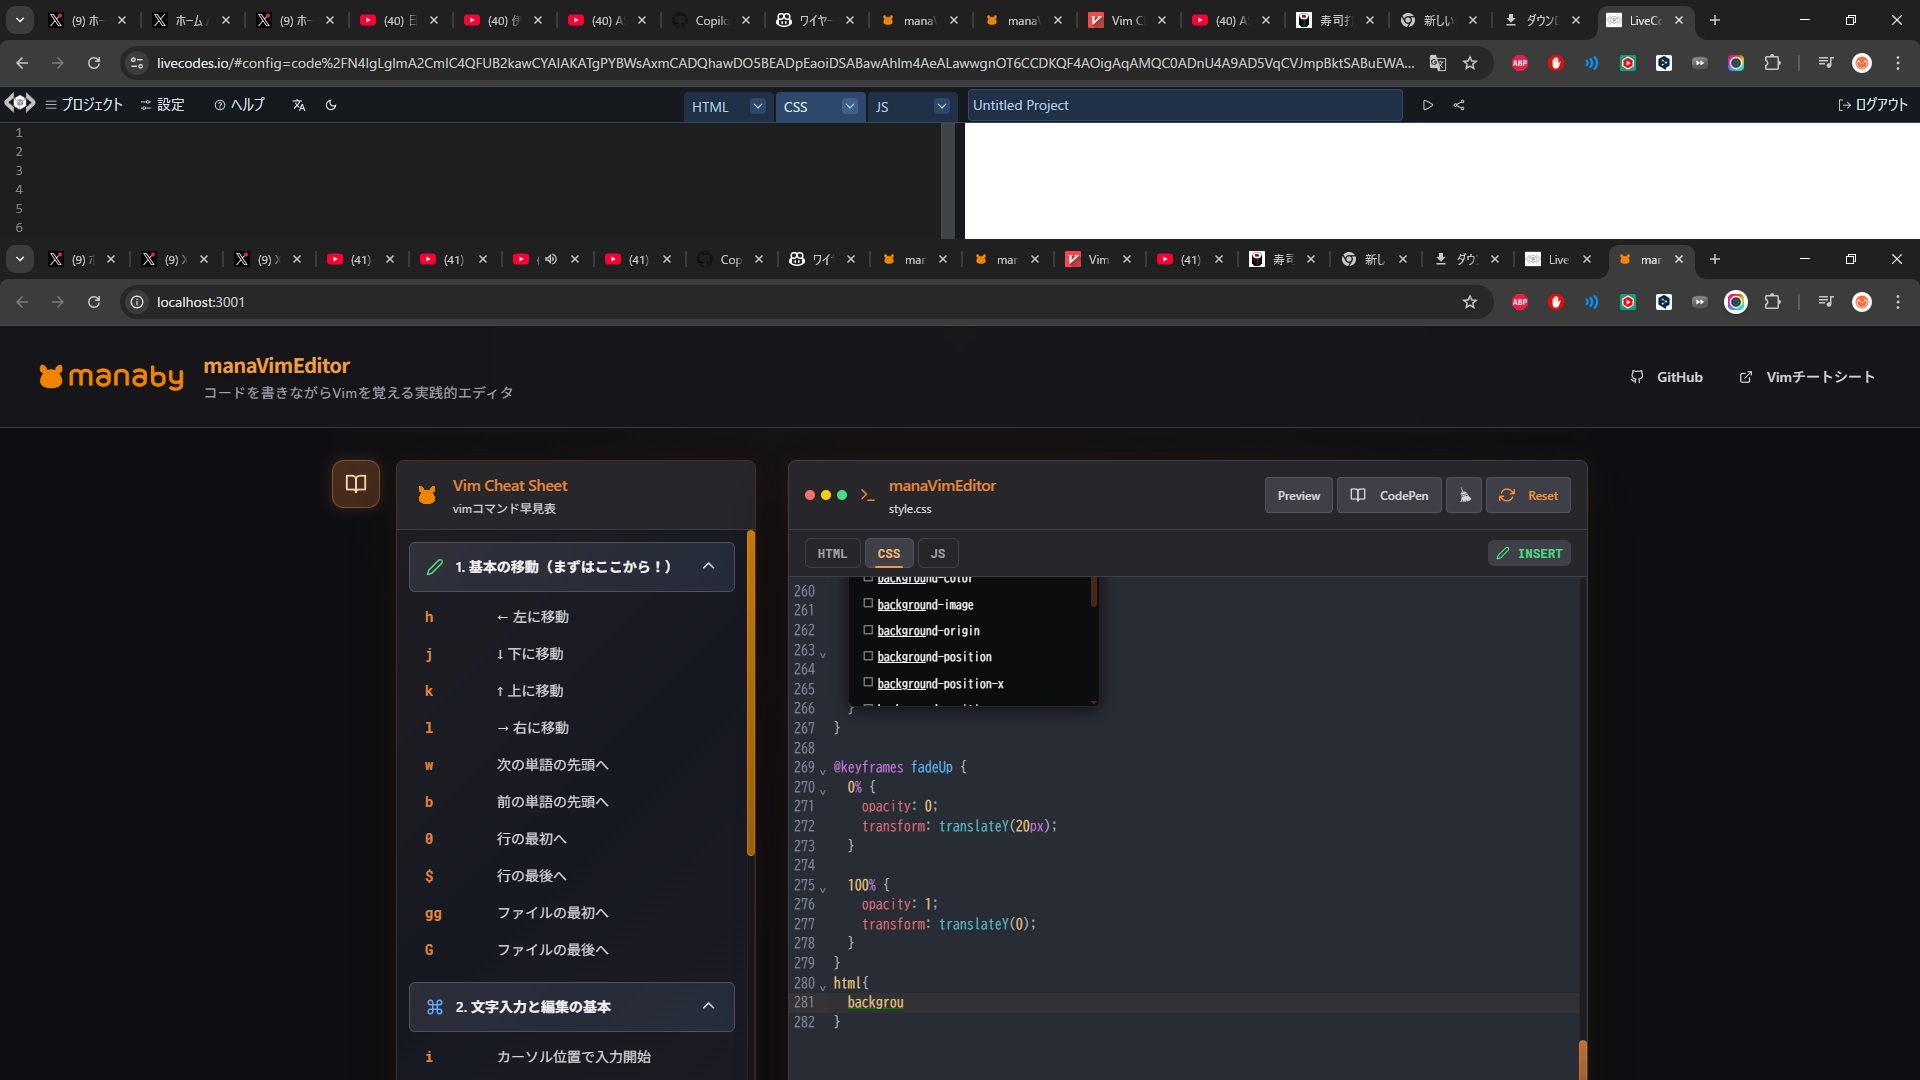 (9) ホー
ホーム /
(9) ホー
(40) E
(40) 伊
(40) A
Copilo
ワイヤー
mana
mana
Vim C
(40) A
寿司打
新しい
ダウン
LiveCo
livecodes.io/#config=code%2FN4IgLgIgmA2CmIC4QFUB2kawCYAIAKATgPYBWsAxmCADQhawDO5BEADpEaoiDSABawAhIm4AeALawwgnOT6CCDKQF4AOigAqAMQC0ADnU4A9AD5VqCVJmpBktSABuEWA...
プロジェクト
設定
ヘルプ
HTML
CSS
JS
Untitled Project
ログアウト
1
2
3
4
5
6
(9) ホ
(9) X
(9) X
(41)
(41)
(41)
Cop
ワイヤ
mar
mar
Vim
(41)
寿司
新し
ダウ
Live
mar
localhost:3001
manaby
manaVimEditor
コードを書きながらVimを覚える実践的エディタ
GitHub
Vimチートシート
Vim Cheat Sheet
vimコマンド早見表
1. 基本の移動（まずはここから！）
h ← 左に移動
j ↓ 下に移動
k ↑ 上に移動
l → 右に移動
w 次の単語の先頭へ
b 前の単語の先頭へ
0 行の最初へ
$ 行の最後へ
gg ファイルの最初へ
G ファイルの最後へ
2. 文字入力と編集の基本
i カーソル位置で入力開始
manaVimEditor
style.css
Preview
CodePen
Reset
HTML
CSS
JS
INSERT
background-color
background-image
background-origin
background-position
background-position-x
260
261
262
263
264
265
266 }
267 }
268
269 @keyframes fadeUp {
270 0% {
271 opacity: 0;
272 transform: translateY(20px);
273 }
274
275 100% {
276 opacity: 1;
277 transform: translateY(0);
278 }
279 }
280 html{
281 backgrou
282 }